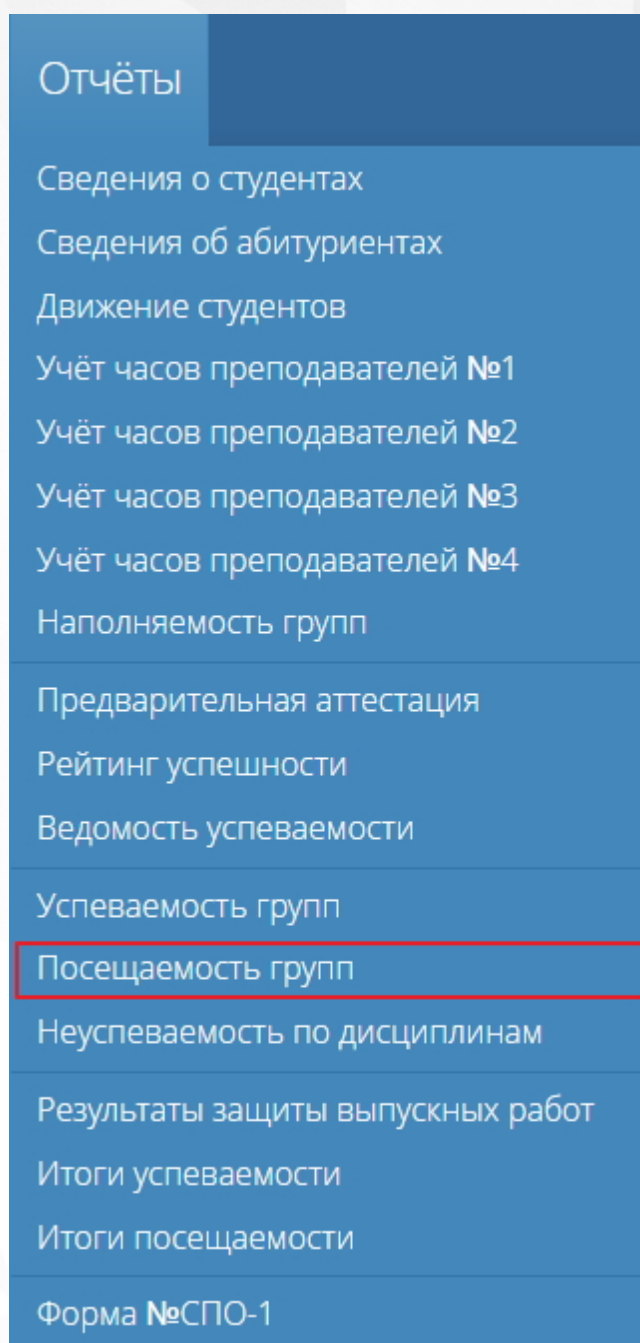 Отчёты
Сведения о студентах
Сведения об абитуриентах
Движение студентов
Учёт часов преподавателей №1
Учёт часов преподавателей №2
Учёт часов преподавателей №3
Учёт часов преподавателей №4
Наполняемость групп
Предварительная аттестация
Рейтинг успешности
Ведомость успеваемости
Успеваемость групп
Посещаемость групп
Неуспеваемость по дисциплинам
Результаты защиты выпускных работ
Итоги успеваемости
Итоги посещаемости
Форма №СПО-1